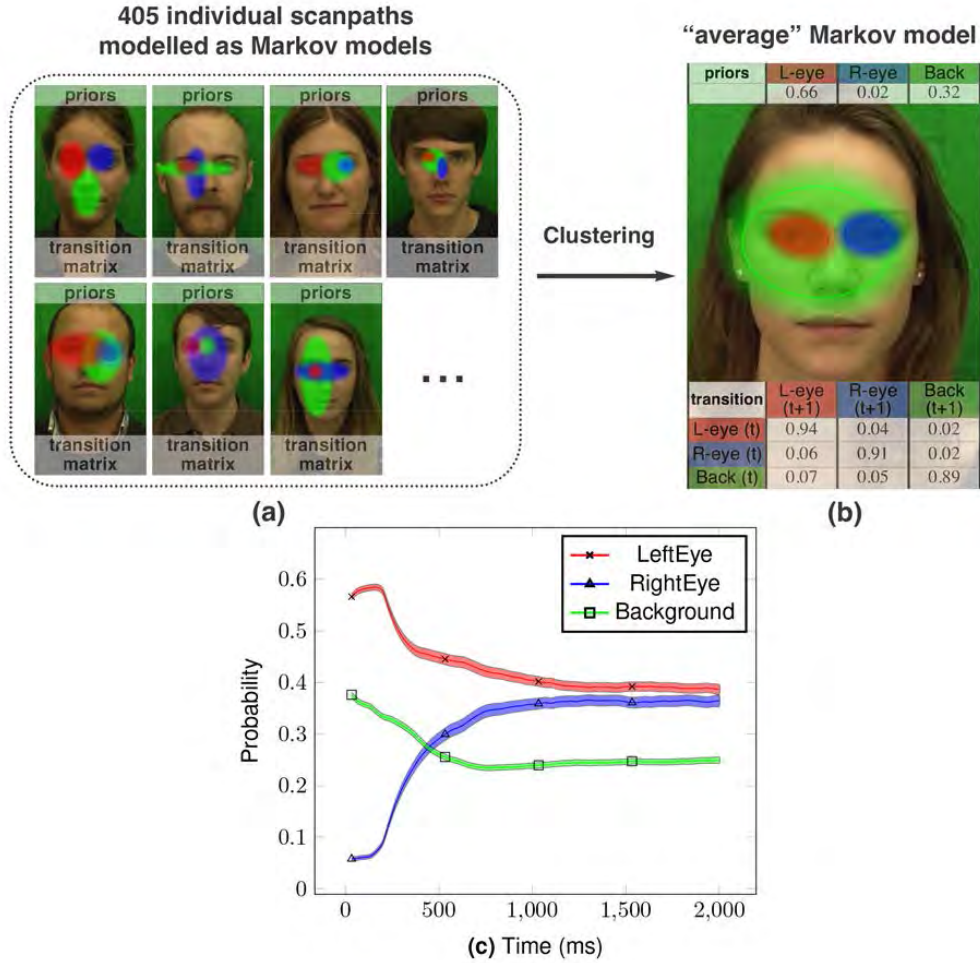 405 individual scanpaths
modelled as Markov models
priors priors priors priors
transition matrix transition matrix transition matrix transition matrix
priors priors priors
transition matrix transition matrix transition matrix
...
(a)
Clustering
“average” Markov model
priors L-eye R-eye Back
0.66 0.02 0.32
transition L-eye (t+1) R-eye (t+1) Back (t+1)
L-eye (t) 0.94 0.04 0.02
R-eye (t) 0.06 0.91 0.02
Back (t) 0.07 0.05 0.89
(b)
LeftEye
RightEye
Background
Probability
0.6
0.5
0.4
0.3
0.2
0.1
0
0 500 1,000 1,500 2,000
(c) Time (ms)